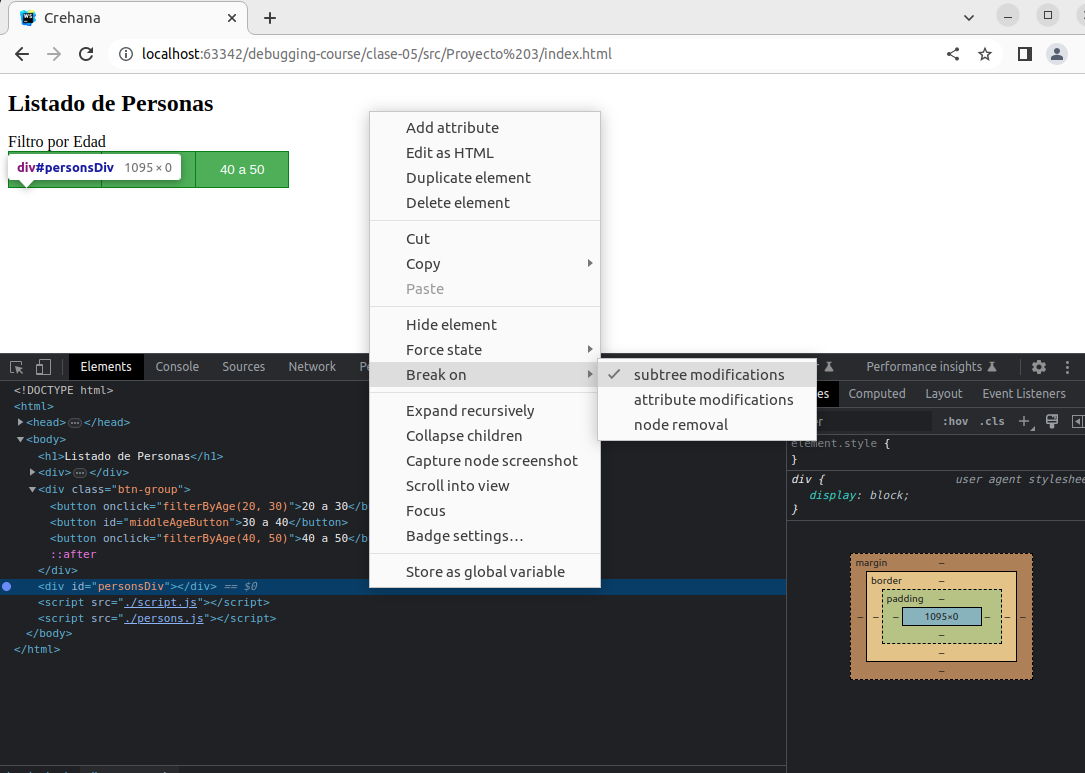 Crehana
localhost:63342/debugging-course/clase-05/src/Proyecto%203/index.html
Listado de Personas
Filtro por Edad
div#personsDiv 1095 × 0
40 a 50
Add attribute
Edit as HTML
Duplicate element
Delete element
Cut
Copy
Paste
Hide element
Force state
Break on
subtree modifications
attribute modifications
node removal
Expand recursively
Collapse children
Capture node screenshot
Scroll into view
Focus
Badge settings…
Store as global variable
Elements Console Sources Network Performance insights
Computed Layout Event Listeners
:hov .cls
<!DOCTYPE html>
<html>
<head> </head>
<body>
<h1>Listado de Personas</h1>
<div> </div>
<div class="btn-group">
<button onclick="filterByAge(20, 30)">20 a 30</b
<button id="middleAgeButton">30 a 40</button>
<button onclick="filterByAge(40, 50)">40 a 50</b
::after
</div>
<div id="personsDiv"></div> == $0
<script src="./script.js"></script>
<script src="./persons.js"></script>
</body>
</html>
element.style {
}
div { user agent styleshee
display: block;
}
margin –
border –
padding –
– – – 1095×0 – – –
–
–
–